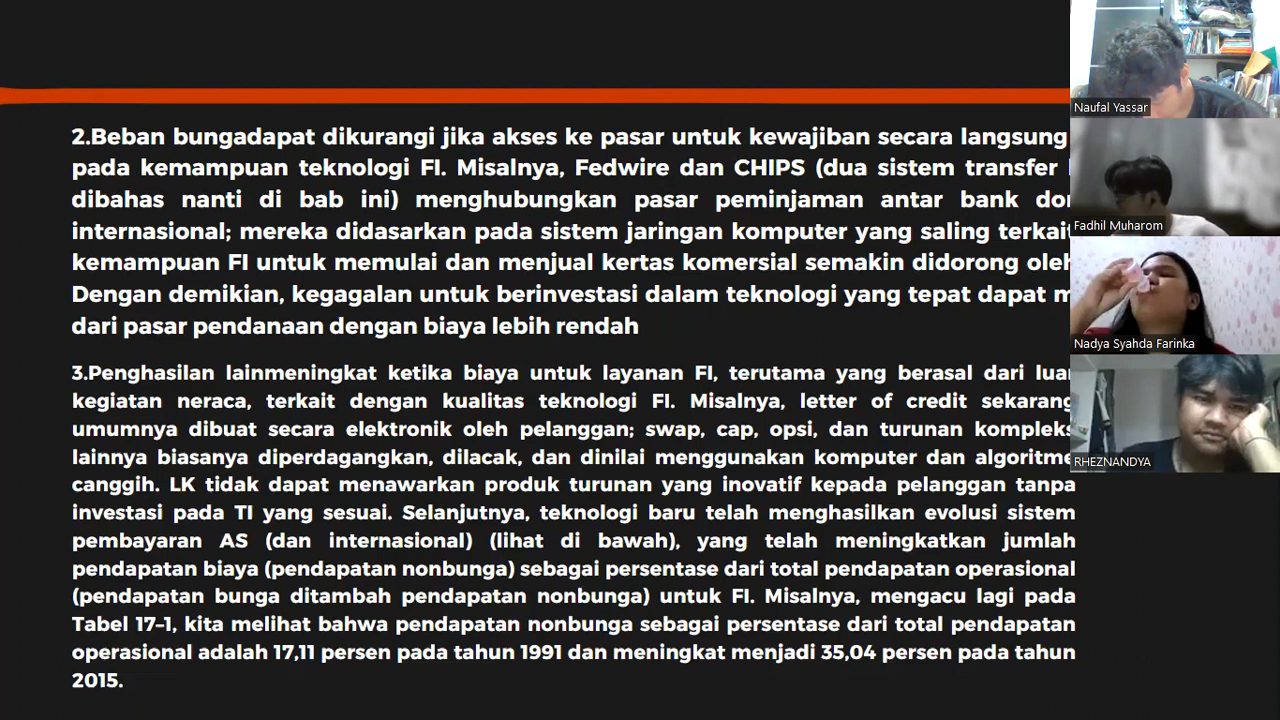 2.Beban bungadapat dikurangi jika akses ke pasar untuk kewajiban secara langsung
pada kemampuan teknologi FI. Misalnya, Fedwire dan CHIPS (dua sistem transfer
dibahas nanti di bab ini) menghubungkan pasar peminjaman antar bank
internasional; mereka didasarkan pada sistem jaringan komputer yang saling
kemampuan FI untuk memulai dan menjual kertas komersial semakin didorong
Dengan demikian, kegagalan untuk berinvestasi dalam teknologi yang tepat dapat
dari pasar pendanaan dengan biaya lebih rendah
3.Penghasilan lainmeningkat ketika biaya untuk layanan FI, terutama yang berasal dari luar
kegiatan neraca, terkait dengan kualitas teknologi FI. Misalnya, letter of credit sekarang
umumnya dibuat secara elektronik oleh pelanggan; swap, cap, opsi, dan turunan kompleks
lainnya biasanya diperdagangkan, dilacak, dan dinilai menggunakan komputer dan algoritme
canggih. LK tidak dapat menawarkan produk turunan yang inovatif kepada pelanggan tanpa
investasi pada TI yang sesuai. Selanjutnya, teknologi baru telah menghasilkan evolusi sistem
pembayaran AS (dan internasional) (lihat di bawah), yang telah meningkatkan jumlah
pendapatan biaya (pendapatan nonbunga) sebagai persentase dari total pendapatan operasional
(pendapatan bunga ditambah pendapatan nonbunga) untuk FI. Misalnya, mengacu lagi pada
Tabel 17–1, kita melihat bahwa pendapatan nonbunga sebagai persentase dari total pendapatan
operasional adalah 17,11 persen pada tahun 1991 dan meningkat menjadi 35,04 persen pada tahun
2015.
Naufal Yassar
Fadhil Muharom
Nadya Syahda Farinka
RHEZNANDYA